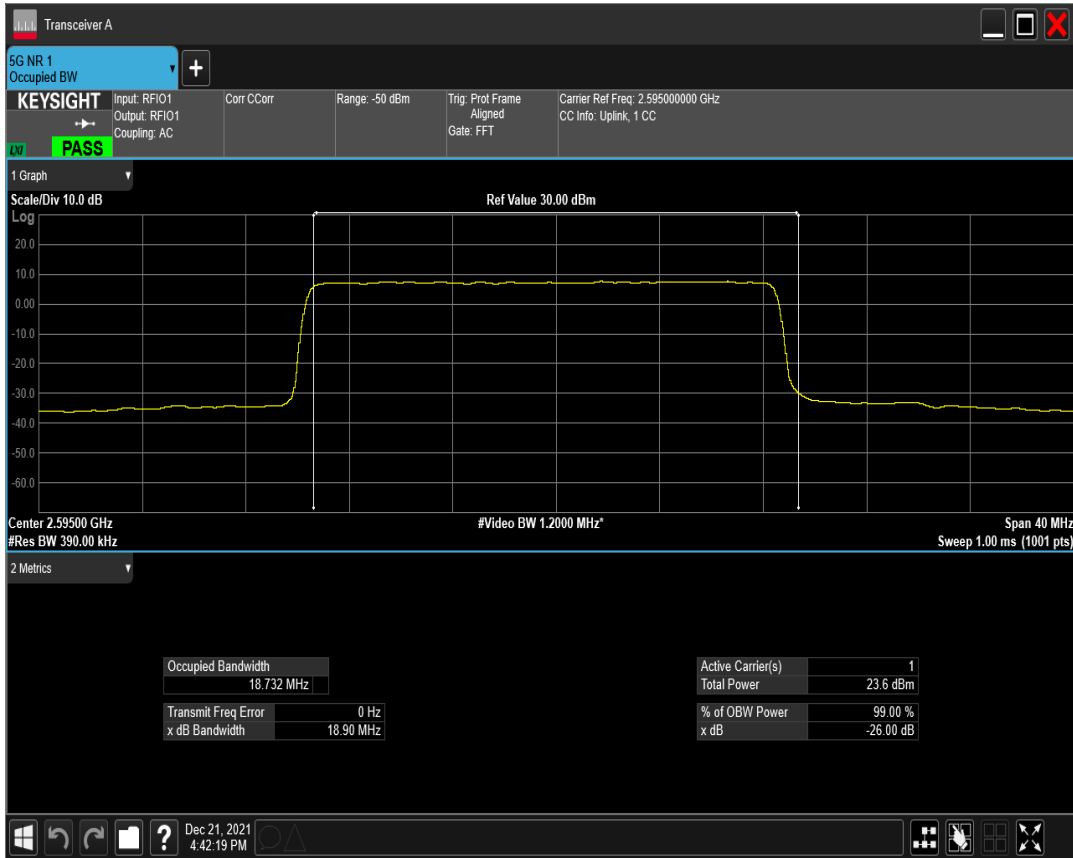 Transceiver A
5G NR 1
Occupied BW
KEYSIGHT
LXI
PASS
Input: RFIO1
Output: RFIO1
Coupling: AC
Corr CCorr
Range: -50 dBm
Trig: Prot Frame
Aligned
Gate: FFT
Carrier Ref Freq: 2.595000000 GHz
CC Info: Uplink, 1 CC
1 Graph
Scale/Div 10.0 dB
Ref Value 30.00 dBm
Log
20.0
10.0
0.00
-10.0
-20.0
-30.0
-40.0
-50.0
-60.0
Center 2.59500 GHz
#Video BW 1.2000 MHz*
Span 40 MHz
#Res BW 390.00 kHz
Sweep 1.00 ms (1001 pts)
2 Metrics
Occupied Bandwidth
18.732 MHz
Transmit Freq Error 0 Hz
x dB Bandwidth 18.90 MHz
Active Carrier(s) 1
Total Power 23.6 dBm
% of OBW Power 99.00 %
x dB -26.00 dB
Dec 21, 2021
4:42:19 PM